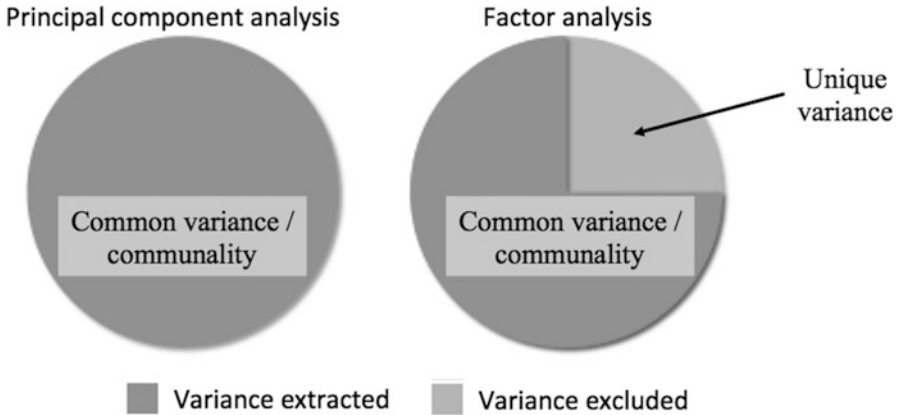 Principal component analysis
Factor analysis
Unique
variance
Common variance /
communality
Common variance /
communality
Variance extracted
Variance excluded